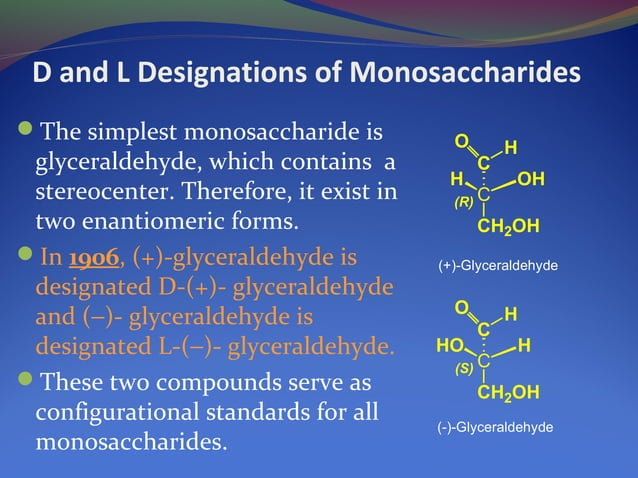 D and L Designations of Monosaccharides
The simplest monosaccharide is
glyceraldehyde, which contains a
stereocenter. Therefore, it exist in
two enantiomeric forms.
In 1906, (+)-glyceraldehyde is
designated D-(+)- glyceraldehyde
and (−)- glyceraldehyde is
designated L-(−)- glyceraldehyde.
These two compounds serve as
configurational standards for all
monosaccharides.
O H
C
H OH
(R) C
CH2OH
(+)-Glyceraldehyde
O H
C
HO H
(S) C
CH2OH
(-)-Glyceraldehyde